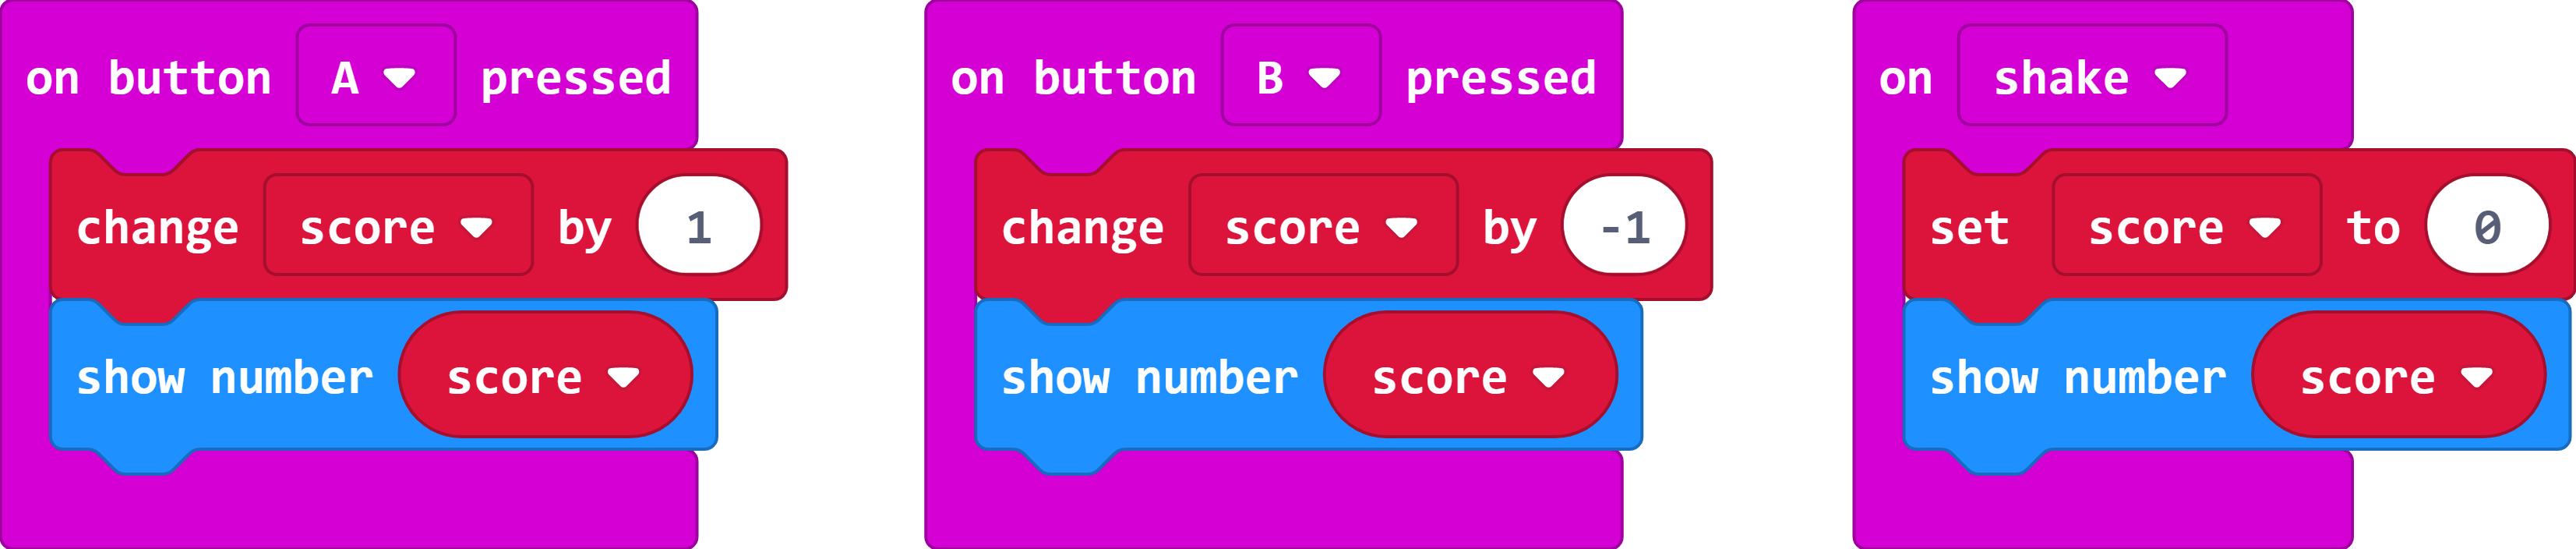 on button A pressed
change score by 1
show number score
on button B pressed
change score by -1
show number score
on shake
set score to 0
show number score